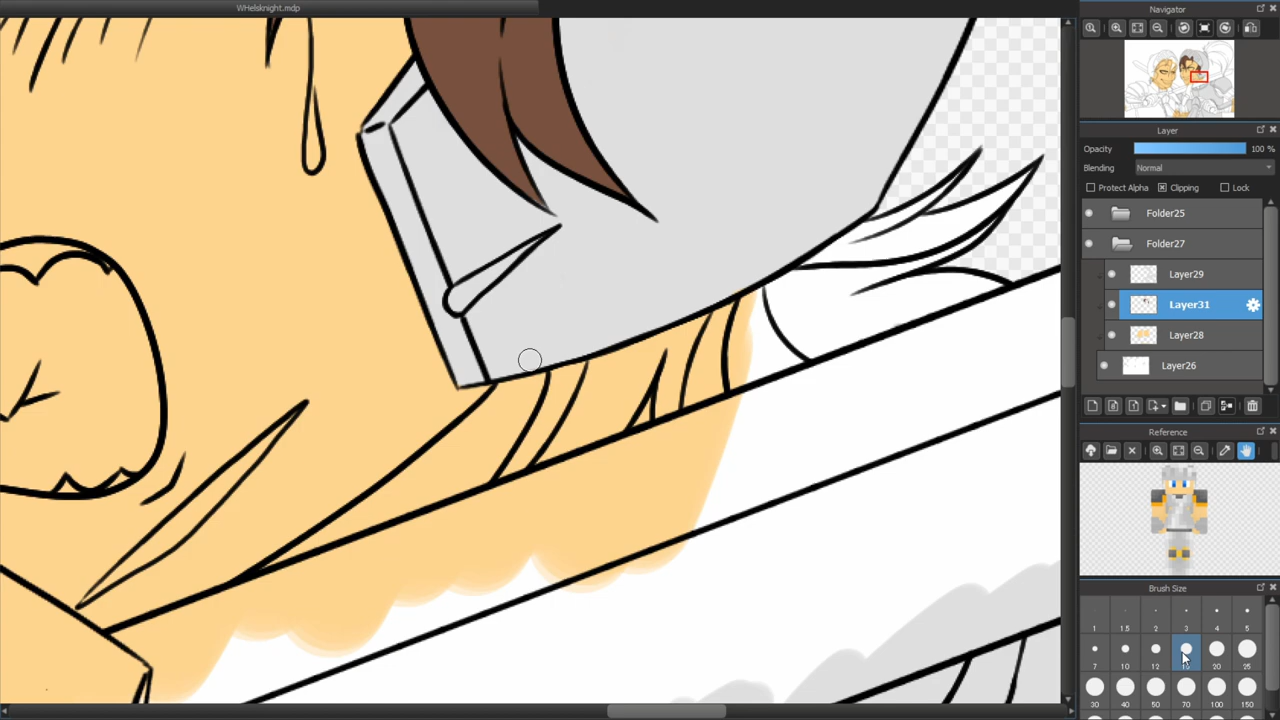 WHelsknight.mdp
Navigator
Layer
Opacity 100 %
Blending Normal
Protect Alpha Clipping Lock
Folder25
Folder27
Layer29
Layer31
Layer28
Layer26
Reference
Brush Size
1 1.5 2 3 4 5
7 10 12 20 25
30 40 50 70 100 150